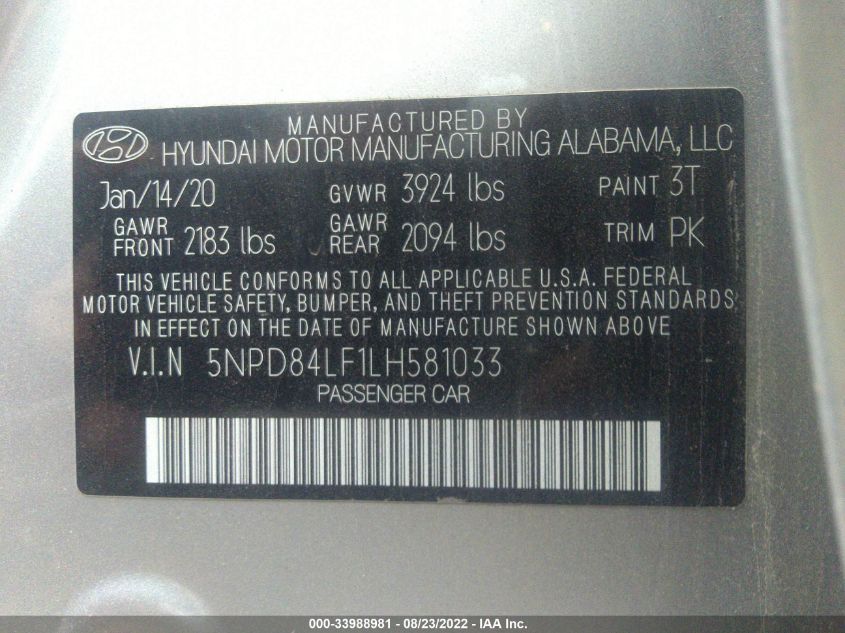 MANUFACTURED BY
HYUNDAI MOTOR MANUFACTURING ALABAMA, LLC
Jan/14/20 GVWR 3924 lbs PAINT 3T
GAWR FRONT 2183 lbs GAWR REAR 2094 lbs TRIM PK
THIS VEHICLE CONFORMS TO ALL APPLICABLE U.S.A. FEDERAL
MOTOR VEHICLE SAFETY, BUMPER, AND THEFT PREVENTION STANDARDS
IN EFFECT ON THE DATE OF MANUFACTURE SHOWN ABOVE.
V.I.N 5NPD84LF1LH581033
PASSENGER CAR
000-33988981 - 08/23/2022 - IAA Inc.